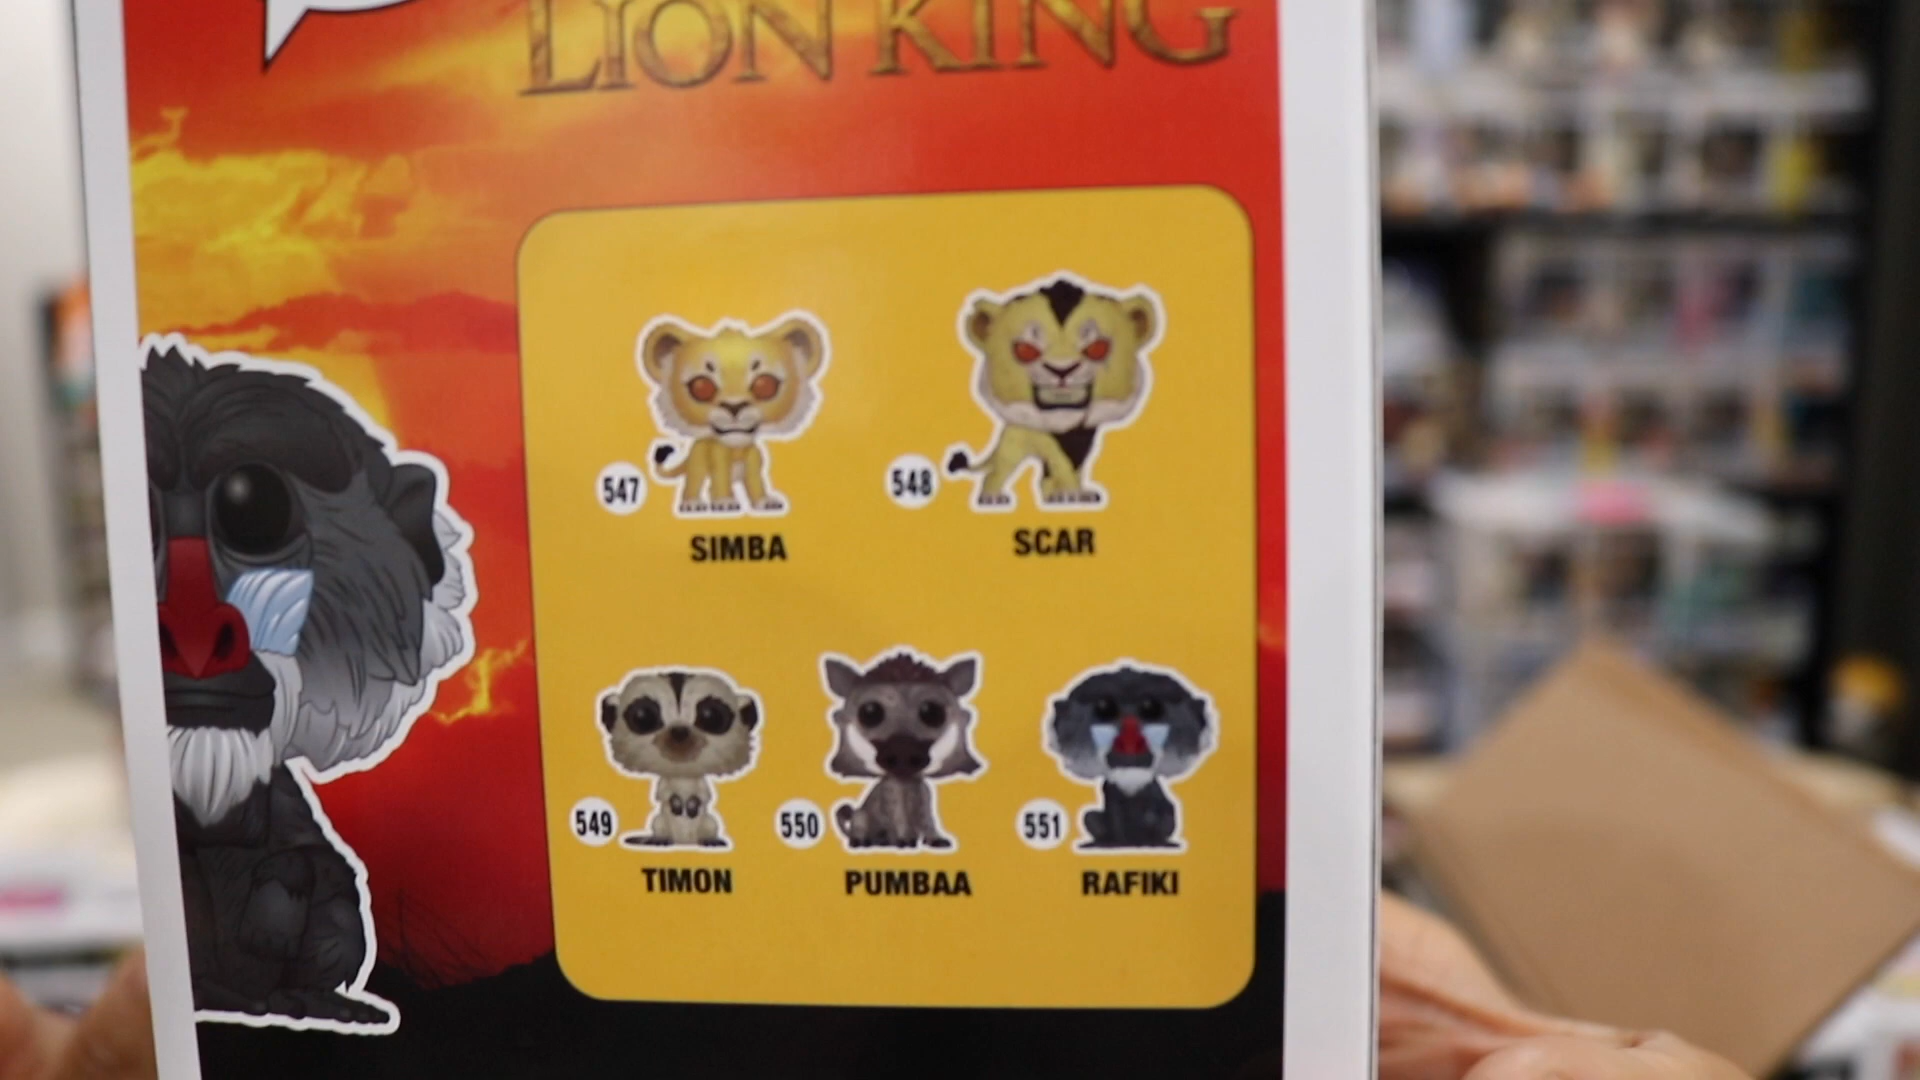 LION KING
547
548
SIMBA
SCAR
549
550
551
TIMON
PUMBAA
RAFIKI